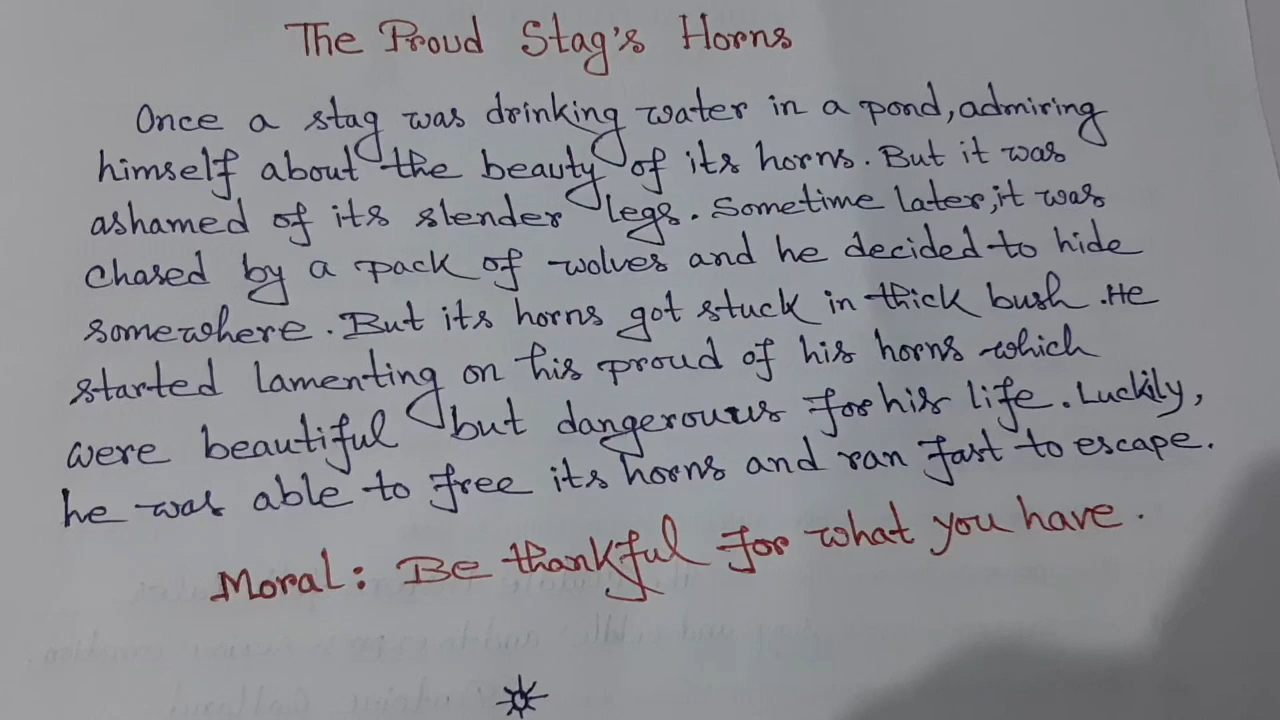 The Proud Stag's Horns
Once a stag was drinking water in a pond, admiring
himself about the beauty of its horns. But it was
ashamed of its slender legs. Sometime later, it was
chased by a pack of wolves and he decided to hide
somewhere. But its horns got stuck in thick bush. He
started lamenting on his proud of his horns which
were beautiful but dangerouus for his life. Luckily,
he was able to free its horns and ran fast to escape.
Moral: Be thankful for what you have.